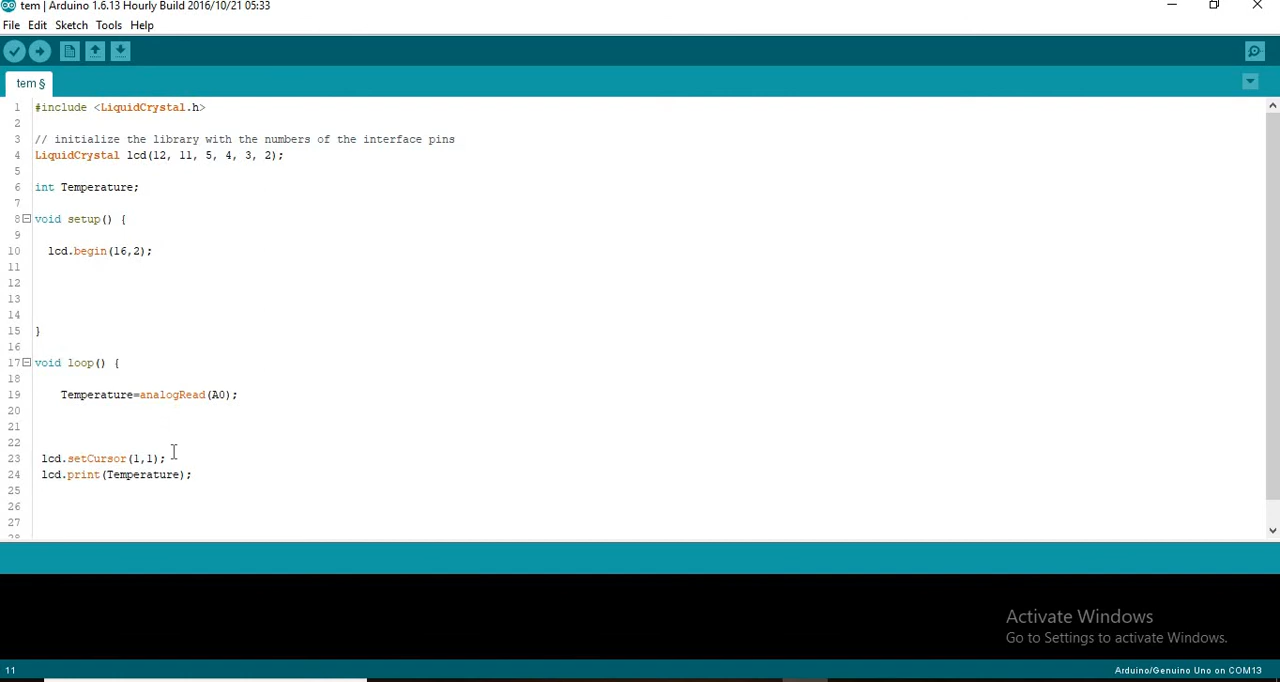 tem | Arduino 1.6.13 Hourly Build 2016/10/21 05:33
File Edit Sketch Tools Help
tem §
1 #include <LiquidCrystal.h>
2
3 // initialize the library with the numbers of the interface pins
4 LiquidCrystal lcd(12, 11, 5, 4, 3, 2);
5
6 int Temperature;
7
8 void setup() {
9
10 lcd.begin(16,2);
11
12
13
14
15 }
16
17 void loop() {
18
19 Temperature=analogRead(A0);
20
21
22
23 lcd.setCursor(1,1);
24 lcd.print(Temperature);
25
26
27
28
Activate Windows
Go to Settings to activate Windows.
11 Arduino/Genuino Uno on COM13